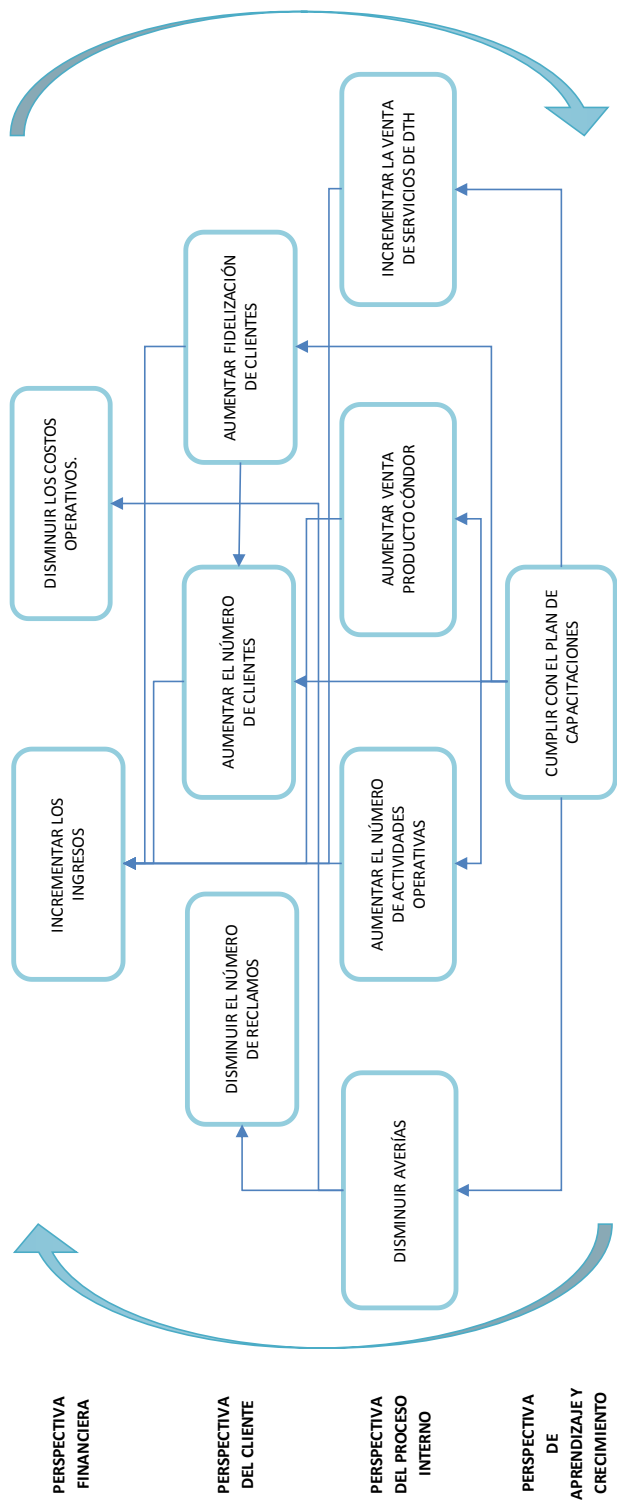 PERSPECTIVA
FINANCIERA
INCREMENTAR LOS
INGRESOS
DISMINUIR LOS COSTOS
OPERATIVOS.
PERSPECTIVA
DEL CLIENTE
DISMINUIR EL NÚMERO
DE RECLAMOS
AUMENTAR EL NÚMERO
DE CLIENTES
AUMENTAR FIDELIZACIÓN
DE CLIENTES
PERSPECTIVA
DEL PROCESO
INTERNO
DISMINUIR AVERÍAS
AUMENTAR EL NÚMERO
DE ACTIVIDADES
OPERATIVAS
AUMENTAR VENTA
PRODUCTO CÓNDOR
INCREMENTAR LA VENTA
DE SERVICIOS DE DTH
PERSPECTIVA
DE
APRENDIZAJE Y
CRECIMIENTO
CUMPLIR CON EL PLAN DE
CAPACITACIONES